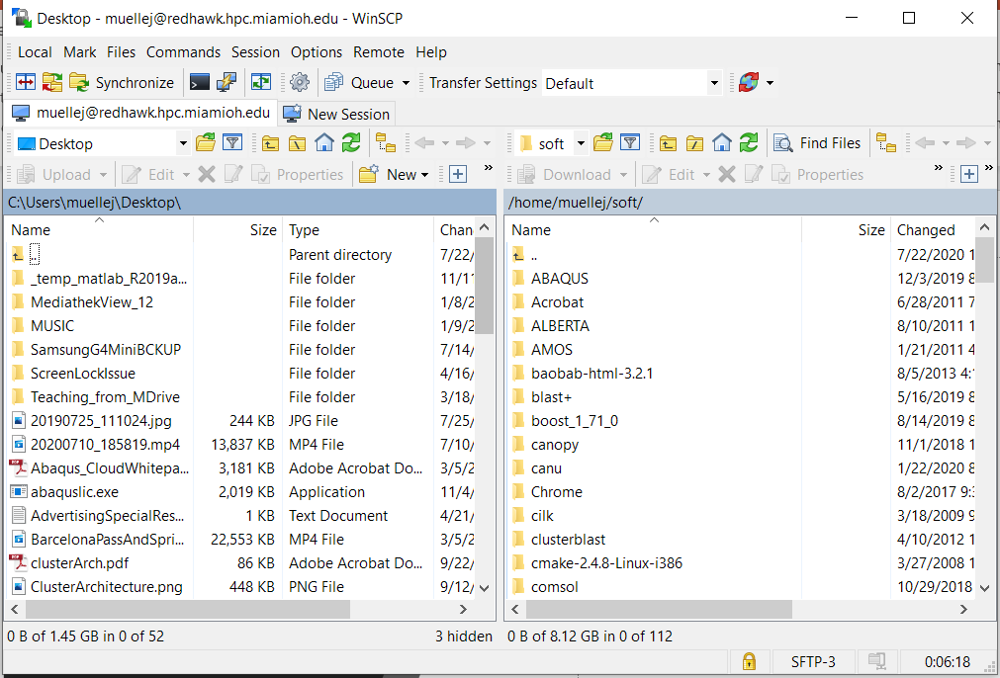 Desktop - muellej@redhawk.hpc.miamioh.edu - WinSCP
Local Mark Files Commands Session Options Remote Help
Synchronize Queue Transfer Settings Default
muellej@redhawk.hpc.miamioh.edu New Session
Desktop soft Find Files
Upload Edit Properties New » Download Edit Properties »
C:\Users\muellej\Desktop\ /home/muellej/soft/
Name Size Type Chan Name Size Changed
.. Parent directory 7/22/ .. 7/22/2020 1
_temp_matlab_R2019a... File folder 11/11 ABAQUS 12/3/2019 8
MediathekView_12 File folder 1/8/2 Acrobat 6/28/2011 7
MUSIC File folder 1/9/2 ALBERTA 8/10/2011 1
SamsungG4MiniBCKUP File folder 7/14/ AMOS 1/21/2011 4
ScreenLockIssue File folder 4/16/ baobab-html-3.2.1 8/5/2013 4:
Teaching_from_MDrive File folder 3/18/ blast+ 5/16/2019 8
20190725_111024.jpg 244 KB JPG File 7/25/ boost_1_71_0 8/14/2019 8
20200710_185819.mp4 13,837 KB MP4 File 7/10/ canopy 11/1/2018 1
Abaqus_CloudWhitepa... 3,181 KB Adobe Acrobat Do... 3/5/2 canu 1/22/2020 8
abaquslic.exe 2,019 KB Application 11/4/ Chrome 8/2/2017 9:
AdvertisingSpecialRes... 1 KB Text Document 4/21/ cilk 3/18/2009 9
BarcelonaPassAndSpri... 22,553 KB MP4 File 3/5/2 clusterblast 4/10/2012 1
clusterArch.pdf 86 KB Adobe Acrobat Do... 9/22/ cmake-2.4.8-Linux-i386 3/27/2008 1
ClusterArchitecture.png 448 KB PNG File 9/12/ comsol 10/29/2018
0 B of 1.45 GB in 0 of 52 3 hidden 0 B of 8.12 GB in 0 of 112
SFTP-3 0:06:18